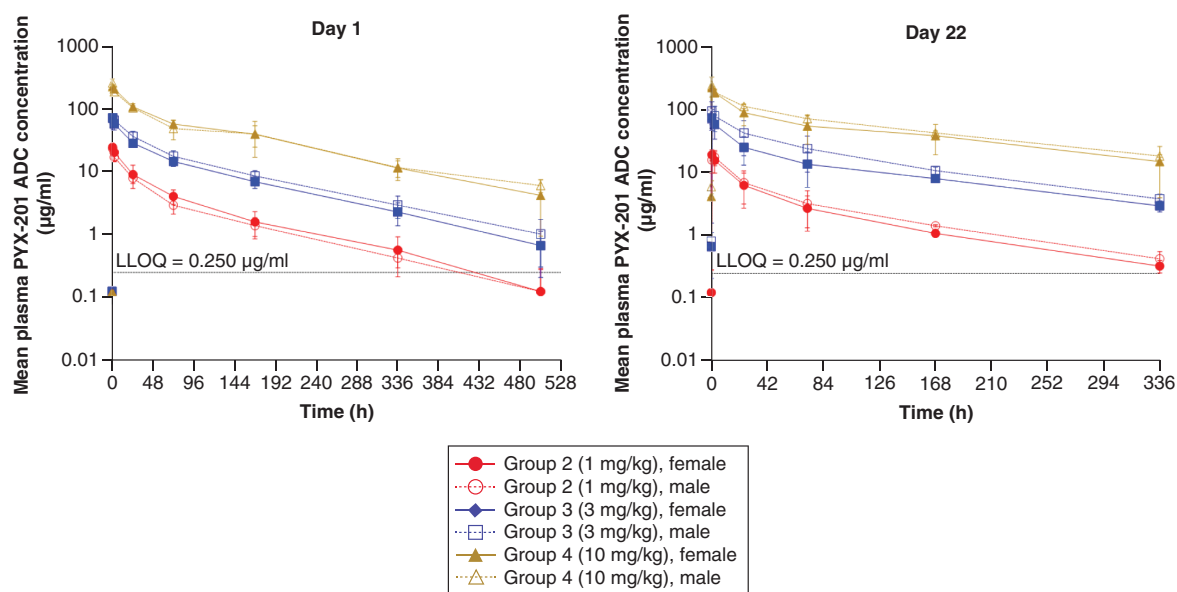 Day 1
Mean plasma PYX-201 ADC concentration
(µg/ml)
1000
100
10
1
0.1
0.01
LLOQ = 0.250 µg/ml
0 48 96 144 192 240 288 336 384 432 480 528
Time (h)
Day 22
Mean plasma PYX-201 ADC concentration
(µg/ml)
1000
100
10
1
0.1
0.01
LLOQ = 0.250 µg/ml
0 42 84 126 168 210 252 294 336
Time (h)
Group 2 (1 mg/kg), female
Group 2 (1 mg/kg), male
Group 3 (3 mg/kg), female
Group 3 (3 mg/kg), male
Group 4 (10 mg/kg), female
Group 4 (10 mg/kg), male